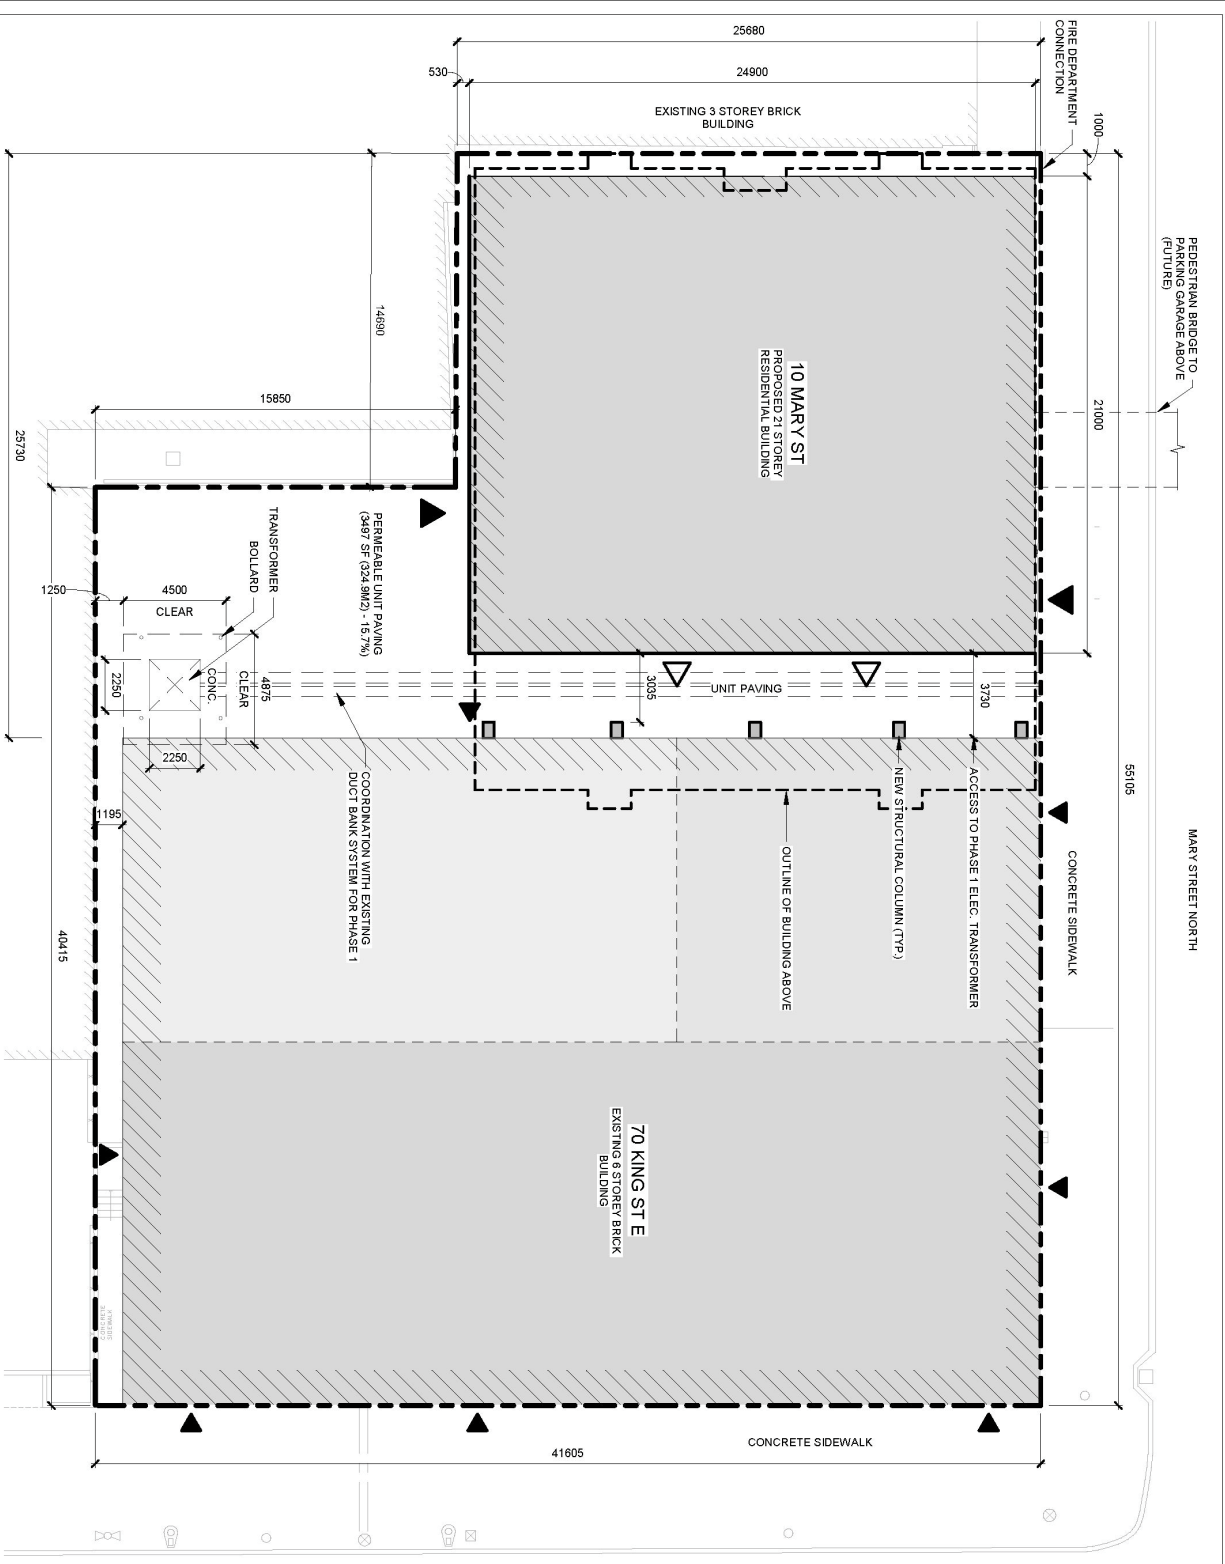 25680
530
24900
EXISTING 3 STOREY BRICK
BUILDING
FIRE DEPARTMENT
CONNECTION
1000
PEDESTRIAN BRIDGE TO
PARKING GARAGE ABOVE
(FUTURE)
21000
14690
15850
25730
10 MARY ST
PROPOSED 21 STOREY
RESIDENTIAL BUILDING
PERMEABLE UNIT PAVING
(3497 SF (324.9M2) - 15.7%)
TRANSFORMER
BOLLARD
1250
4500
CLEAR
4875
CLEAR
CONC.
2250
2250
1195
3035
UNIT PAVING
3730
55105
MARY STREET NORTH
CONCRETE SIDEWALK
ACCESS TO PHASE 1 ELEC. TRANSFORMER
NEW STRUCTURAL COLUMN (TYP.)
OUTLINE OF BUILDING ABOVE
COORDINATION WITH EXISTING
DUCT BANK SYSTEM FOR PHASE 1
40415
70 KING ST E
EXISTING 6 STOREY BRICK
BUILDING
CONCRETE
SIDEWALK
CONCRETE SIDEWALK
41605